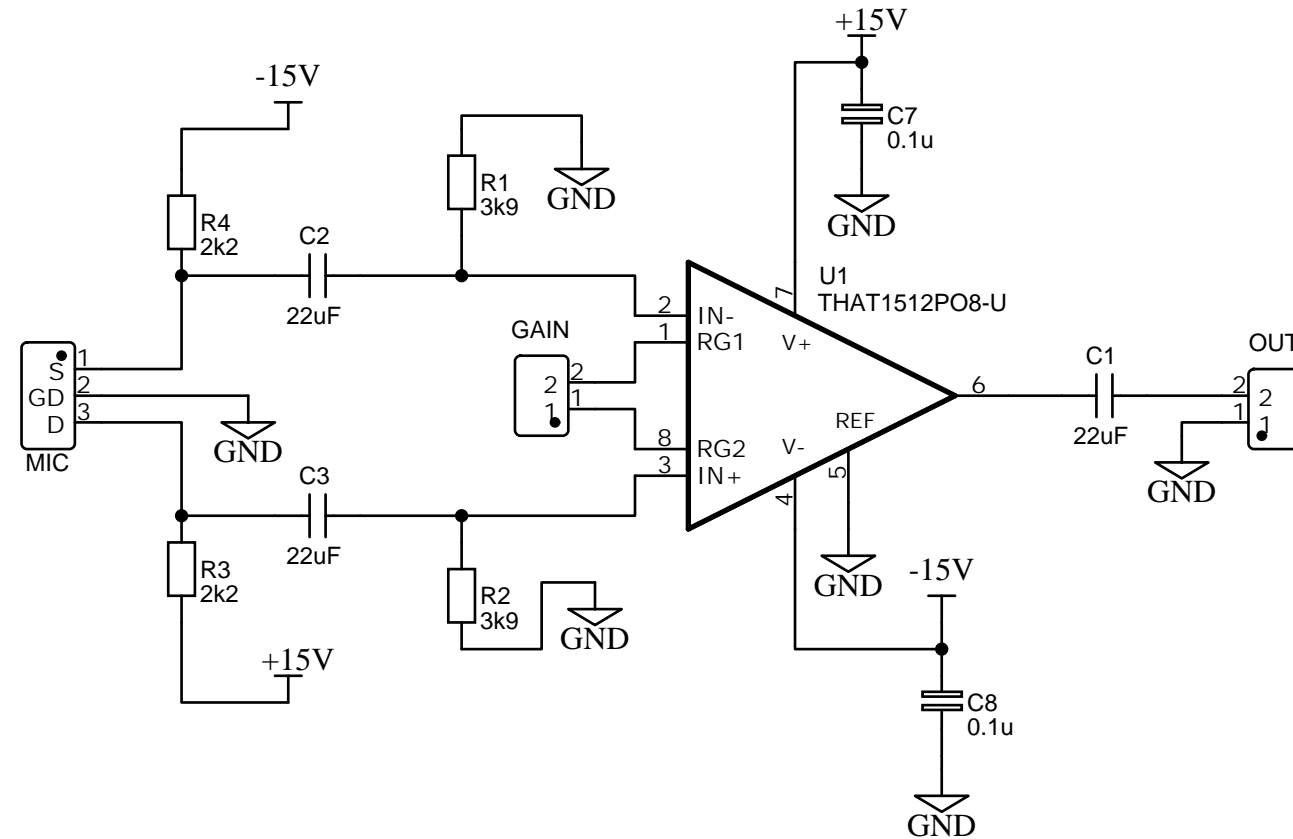 +15V
-15V
C7
0.1u
GND
R1
3k9
GND
R4
2k2
C2
22uF
U1
THAT1512PO8-U
7
2
IN-
1
RG1
V+
GAIN
2
2
1
1
MIC
S
1
GD
2
D
3
GND
8
RG2
3
IN+
V-
REF
4
5
6
C1
22uF
OUT
2
2
1
1
GND
C3
22uF
R3
2k2
R2
3k9
GND
GND
-15V
+15V
C8
0.1u
GND